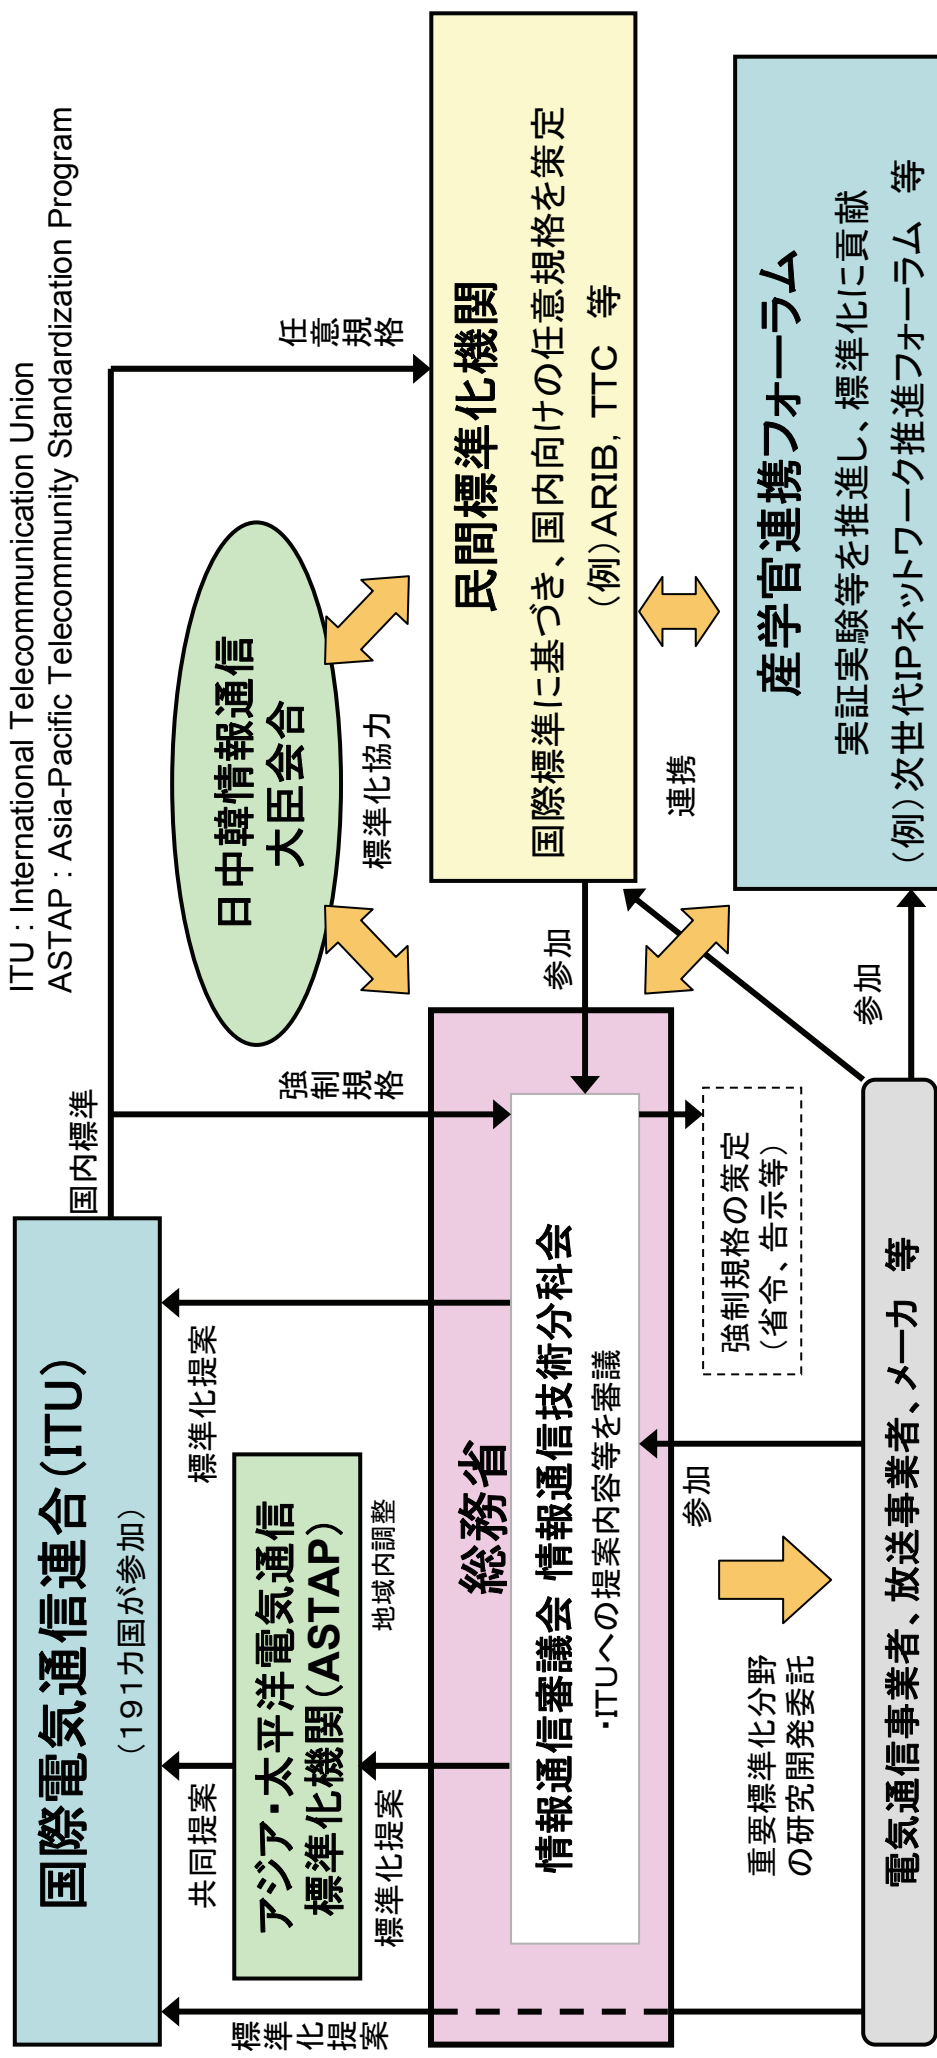 ITU : International Telecommunication Union
ASTAP : Asia-Pacific Telecommunity Standardization Program
国際電気通信連合(ITU)
(191カ国が参加)
国内標準
標準化提案
共同提案
標準化提案
アジア・太平洋電気通信
標準化機関(ASTAP)
地域内調整
標準化提案
強制
規格
任意
規格
日中韓情報通信
大臣会合
標準化協力
総務省
情報通信審議会 情報通信技術分科会
・ITUへの提案内容等を審議
参加
民間標準化機関
国際標準に基づき、国内向けの任意規格を策定
(例)ARIB, TTC 等
強制規格の策定
(省令、告示等)
参加
重要標準化分野
の研究開発委託
連携
参加
産学官連携フォーラム
実証実験等を推進し、標準化に貢献
(例)次世代IPネットワーク推進フォーラム 等
電気通信事業者、放送事業者、メーカ 等